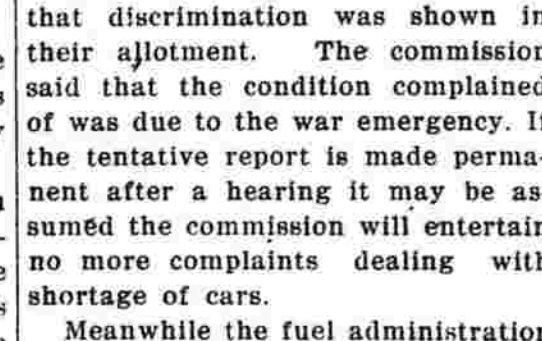 that discrimination was shown in
their allotment. The commission
said that the condition complained
of was due to the war emergency. If
the tentative report is made perma-
nent after a hearing it may be as-
sumed the commission will entertain
no more complaints dealing with
shortage of cars.
Meanwhile the fuel administration